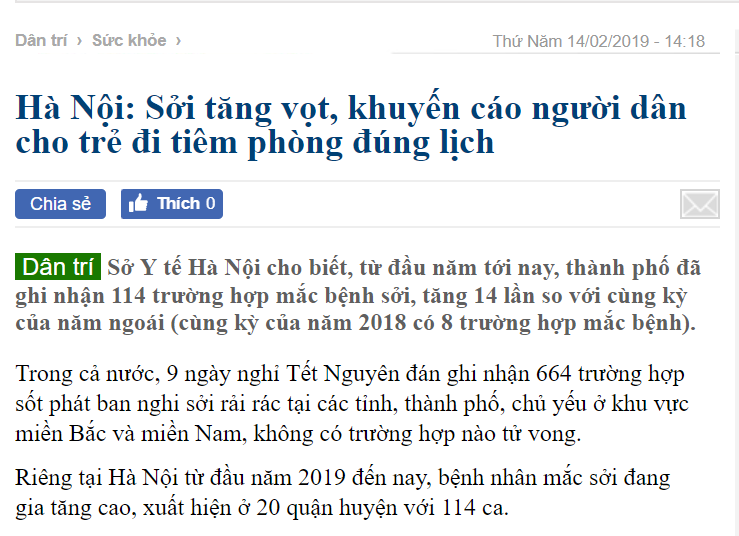 Dân trí › Sức khỏe ›
Thứ Năm 14/02/2019 - 14:18
Hà Nội: Sởi tăng vọt, khuyến cáo người dân
cho trẻ đi tiêm phòng đúng lịch
Chia sẻ
Thích 0
Dân trí Sở Y tế Hà Nội cho biết, từ đầu năm tới nay, thành phố đã
ghi nhận 114 trường hợp mắc bệnh sởi, tăng 14 lần so với cùng kỳ
của năm ngoái (cùng kỳ của năm 2018 có 8 trường hợp mắc bệnh).
Trong cả nước, 9 ngày nghỉ Tết Nguyên đán ghi nhận 664 trường hợp
sốt phát ban nghi sởi rải rác tại các tỉnh, thành phố, chủ yếu ở khu vực
miền Bắc và miền Nam, không có trường hợp nào tử vong.
Riêng tại Hà Nội từ đầu năm 2019 đến nay, bệnh nhân mắc sởi đang
gia tăng cao, xuất hiện ở 20 quận huyện với 114 ca.